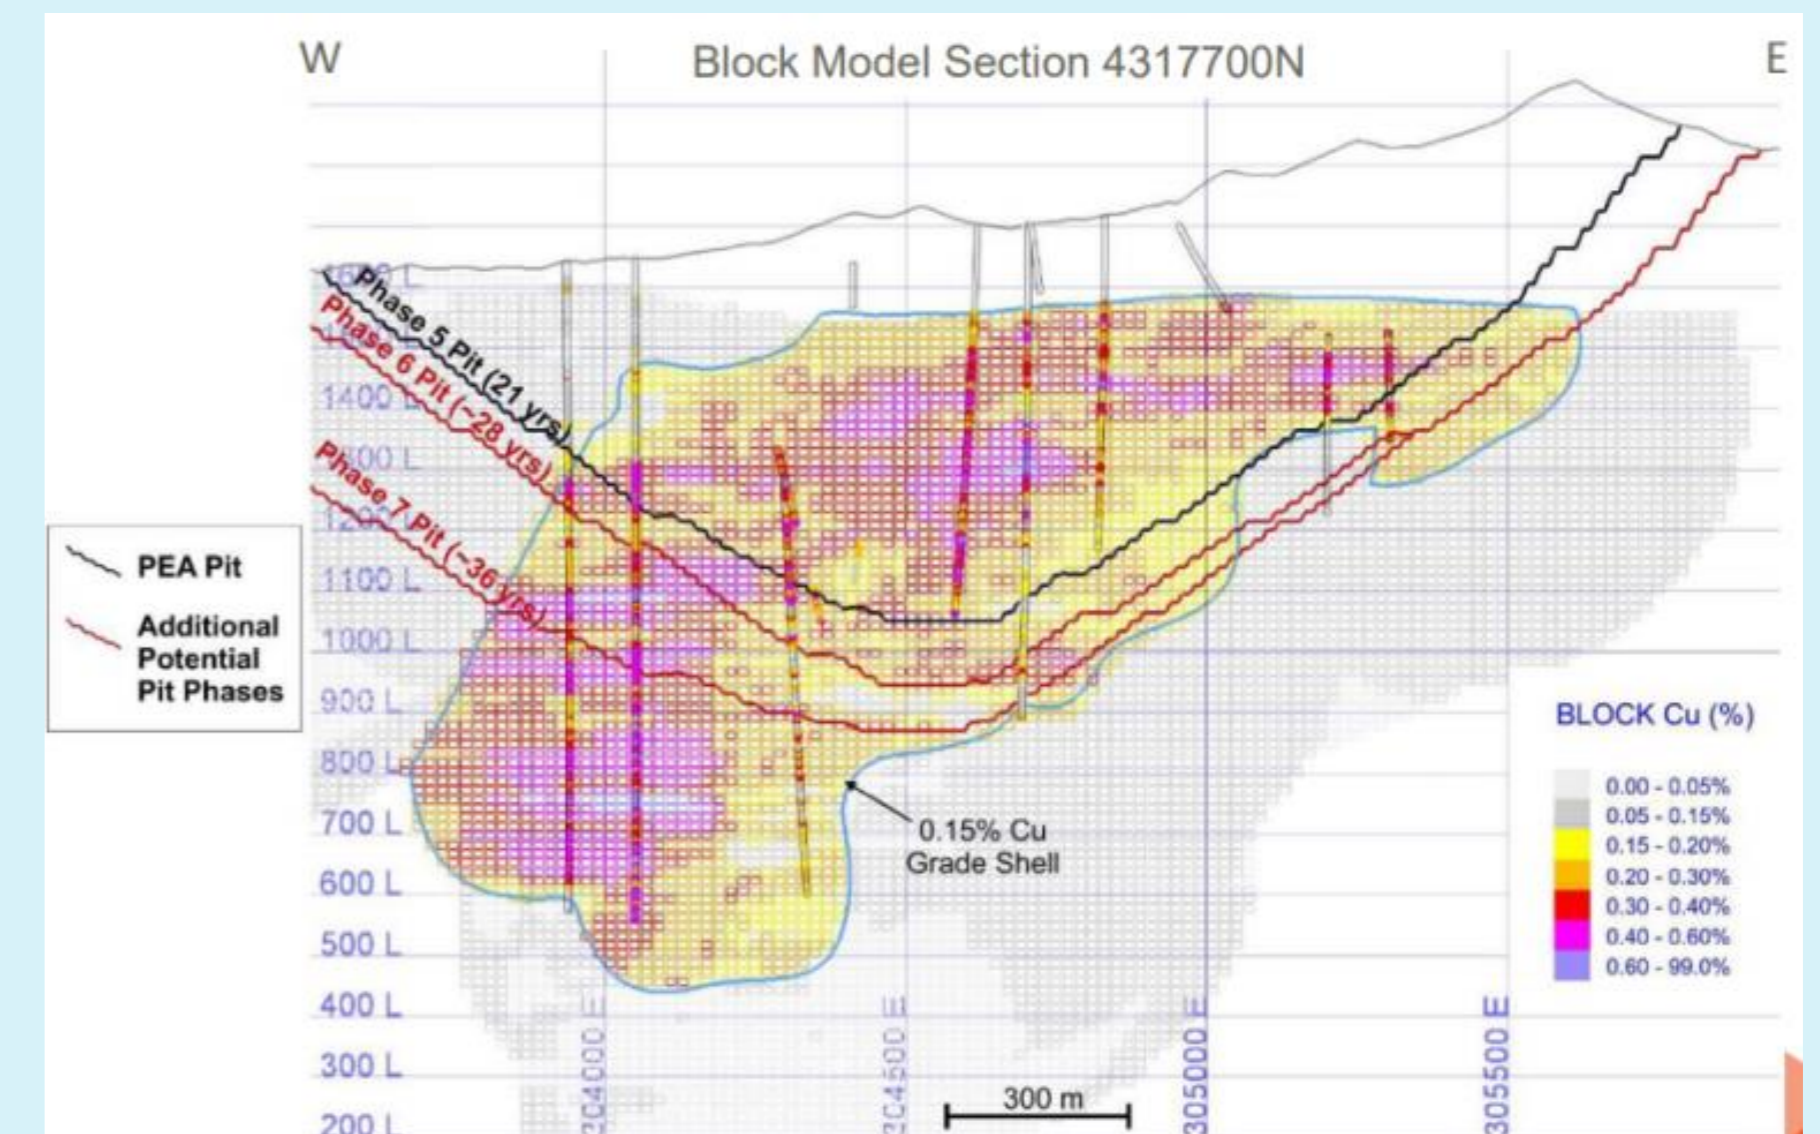 W
Block Model Section 4317700N
E
Phase 5 Pit (21 yrs)
Phase 6 Pit (~28 yrs)
Phase 7 Pit (~36 yrs)
1400 L
1100 L
1000 L
900 L
800 L
700 L
600 L
500 L
400 L
300 L
200 L
PEA Pit
Additional
Potential
Pit Phases
0.15% Cu
Grade Shell
BLOCK Cu (%)
0.00 - 0.05%
0.05 - 0.15%
0.15 - 0.20%
0.20 - 0.30%
0.30 - 0.40%
0.40 - 0.60%
0.60 - 99.0%
305000 E
305500 E
300 m